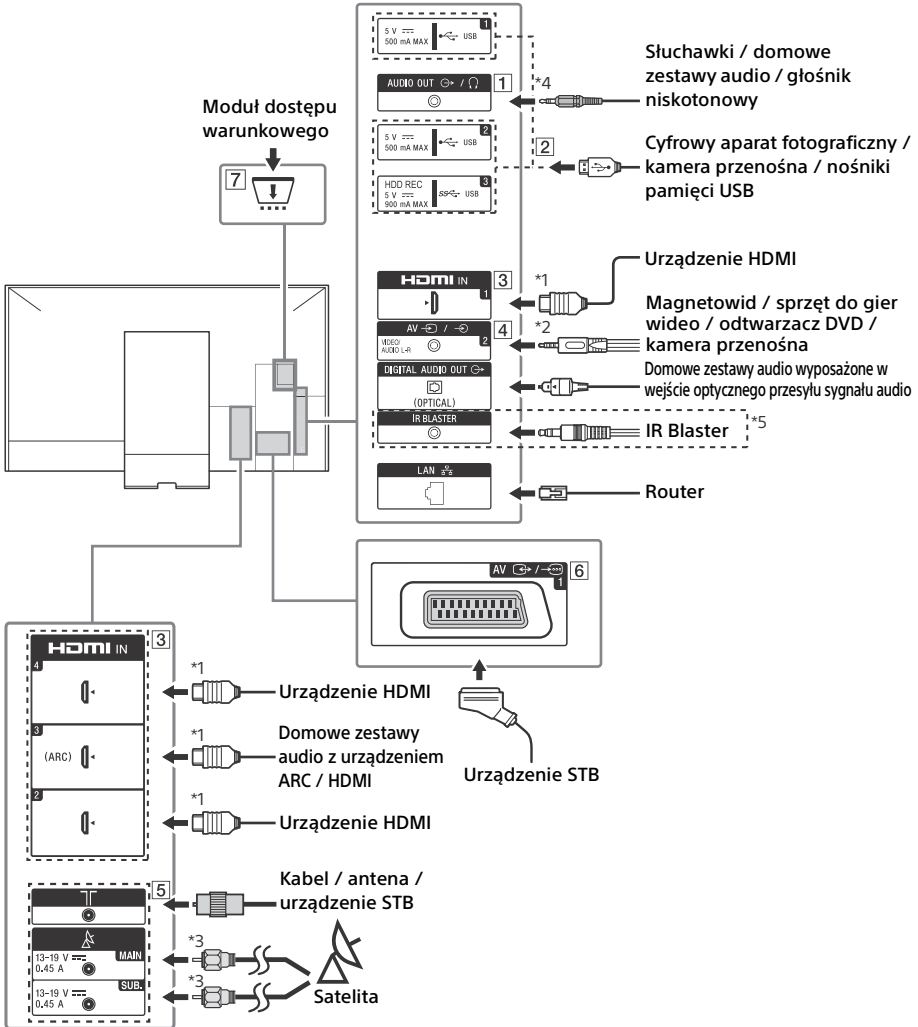 5 V 1
500 mA MAX USB
AUDIO OUT / 1
*4
Słuchawki / domowe
zestawy audio / głośnik
niskotonowy
Moduł dostępu
warunkowego
7
5 V 2
500 mA MAX USB
2
HDD REC 3
5 V SS USB
900 mA MAX
Cyfrowy aparat fotograficzny /
kamera przenośna / nośniki
pamięci USB
HDMI IN 3
1
*1
Urządzenie HDMI
AV / 4
VIDEO/
AUDIO L-R 2
*2
Magnetowid / sprzęt do gier
wideo / odtwarzacz DVD /
kamera przenośna
DIGITAL AUDIO OUT
(OPTICAL)
Domowe zestawy audio wyposażone w
wejście optycznego przesyłu sygnału audio
IR BLASTER
IR Blaster
*5
LAN
Router
AV / 6
1
Urządzenie STB
HDMI IN 3
4
*1
Urządzenie HDMI
3
(ARC)
*1
Domowe zestawy
audio z urządzeniem
ARC / HDMI
2
*1
Urządzenie HDMI
5
Kabel / antena /
urządzenie STB
13-19 V MAIN
0.45 A
*3
13-19 V SUB.
0.45 A
*3
Satelita